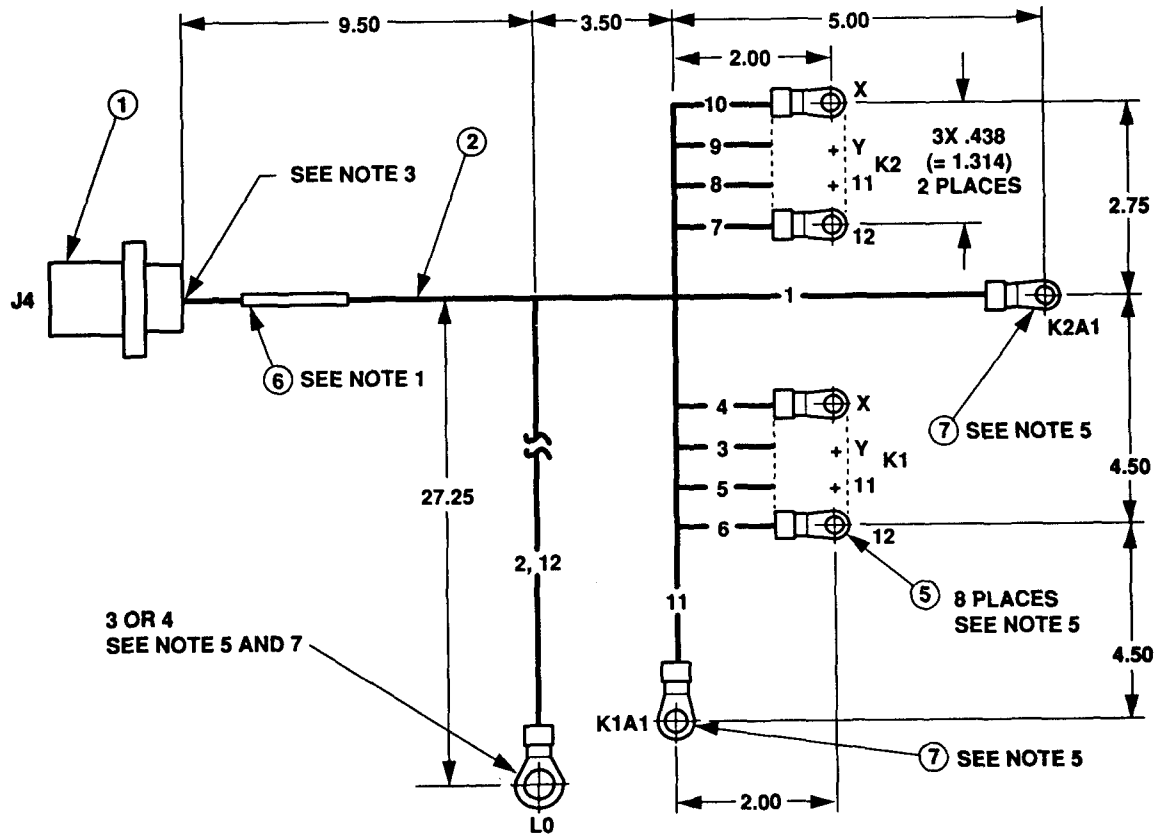 9.50
3.50
5.00
2.00
1
2
10
X
9
Y
K2
8
11
7
12
3X .438
(= 1.314)
2 PLACES
2.75
SEE NOTE 3
J4
1
K2A1
6 SEE NOTE 1
4
X
3
Y
K1
5
11
6
12
7 SEE NOTE 5
4.50
27.25
2, 12
5 8 PLACES
SEE NOTE 5
11
3 OR 4
SEE NOTE 5 AND 7
4.50
K1A1
7 SEE NOTE 5
2.00
L0